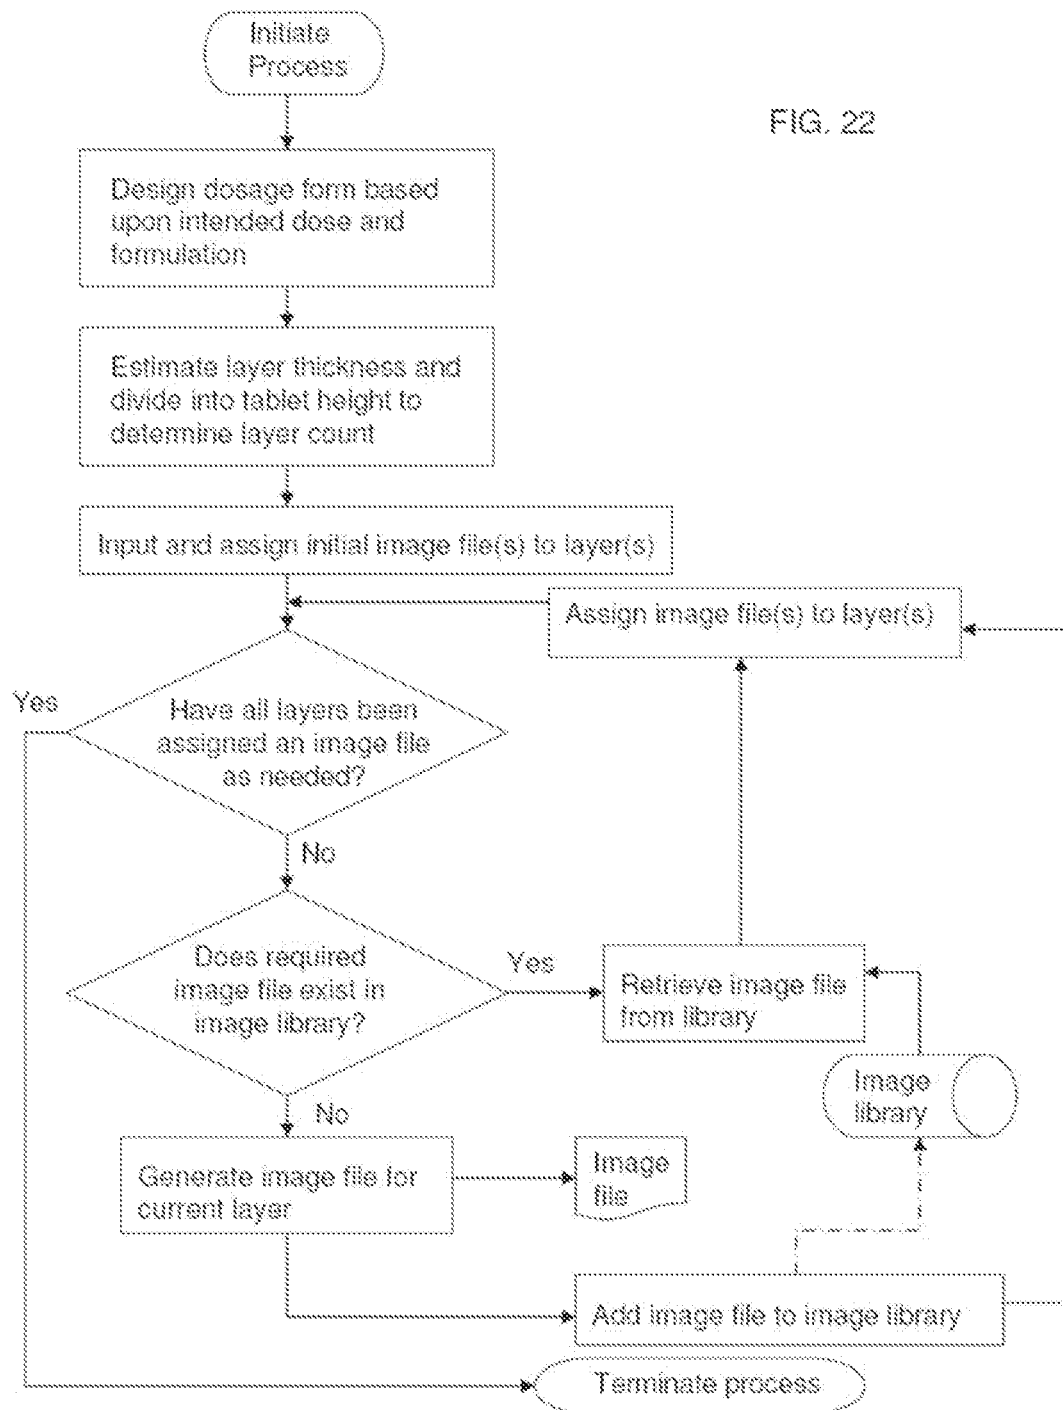 Initiate
Process
FIG. 22
Design dosage form based
upon intended dose and
formulation
Estimate layer thickness and
divide into tablet height to
determine layer count
Input and assign initial image file(s) to layer(s)
Assign image file(s) to layer(s)
Yes
Have all layers been
assigned an image file
as needed?
No
Does required
image file exist in
image library?
Yes
Retrieve image file
from library
Image
library
No
Generate image file for
current layer
Image
file
Add image file to image library
Terminate process